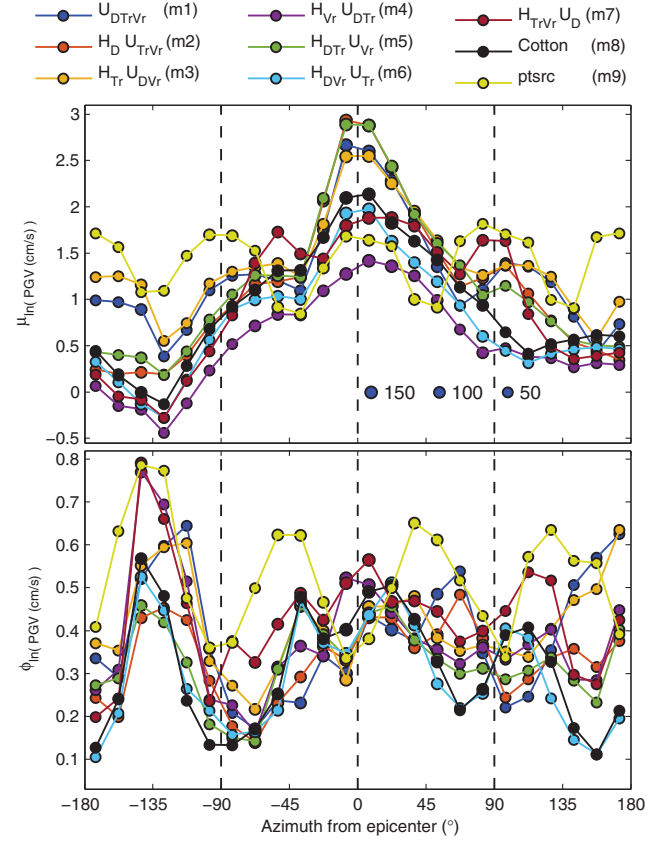 U_DTrVr (m1) H_Vr U_DTr (m4) H_TrVr U_D (m7)
H_D U_TrVr (m2) H_DTr U_Vr (m5) Cotton (m8)
H_Tr U_DVr (m3) H_DVr U_Tr (m6) ptsrc (m9)
3
2.5
2
1.5
1
0.5
0
−0.5
μ_ln( PGV (cm/s) )
150 100 50
0.8
0.7
0.6
0.5
0.4
0.3
0.2
0.1
ϕ_ln( PGV (cm/s) )
−180 −135 −90 −45 0 45 90 135 180
Azimuth from epicenter (°)